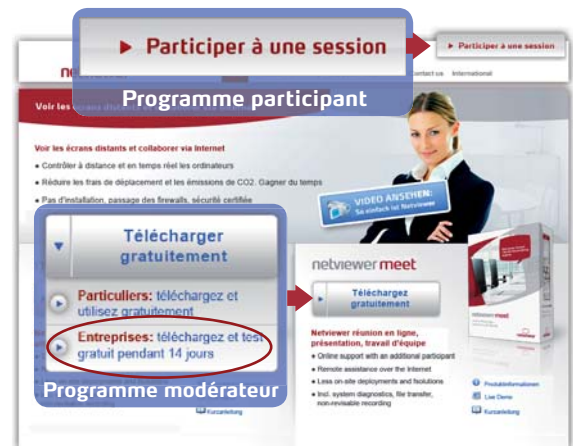 Participer à une session
Participer à une session
Contact us International
Programme participant
Voir les écrans distants et collaborer via Internet
• Contrôler à distance et en temps réel les ordinateurs
• Réduire les frais de déplacement et les émissions de CO2. Gagner du temps
• Pas d'installation, passage des firewalls, sécurité certifiée
VIDEO ANSEHEN:
So einfach ist Netviewer
Télécharger
gratuitement
Particuliers: téléchargez et
utilisez gratuitement
Entreprises: téléchargez et test
gratuit pendant 14 jours
Programme modérateur
netviewer meet
Téléchargez
gratuitement
Netviewer réunion en ligne,
présentation, travail d'équipe
• Online support with an additional participant
• Remote assistance over the Internet
• Less on-site deployments and fsolutions
• Incl. system diagnostics, file transfer,
non-revisable recording
netviewer meet
Produktinformationen
Live Demo
Kurzanleitung
Kurzanleitung